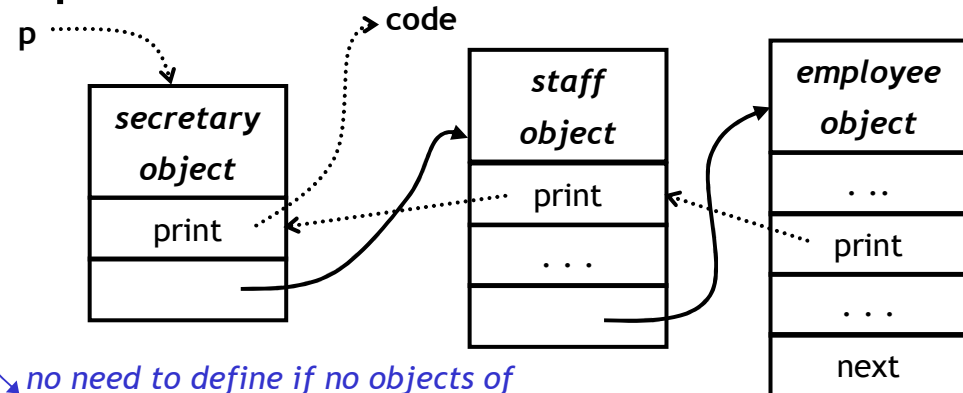 p
code
secretary
object
print
staff
object
print
. . .
employee
object
. ..
print
. . .
next
no need to define if no objects of